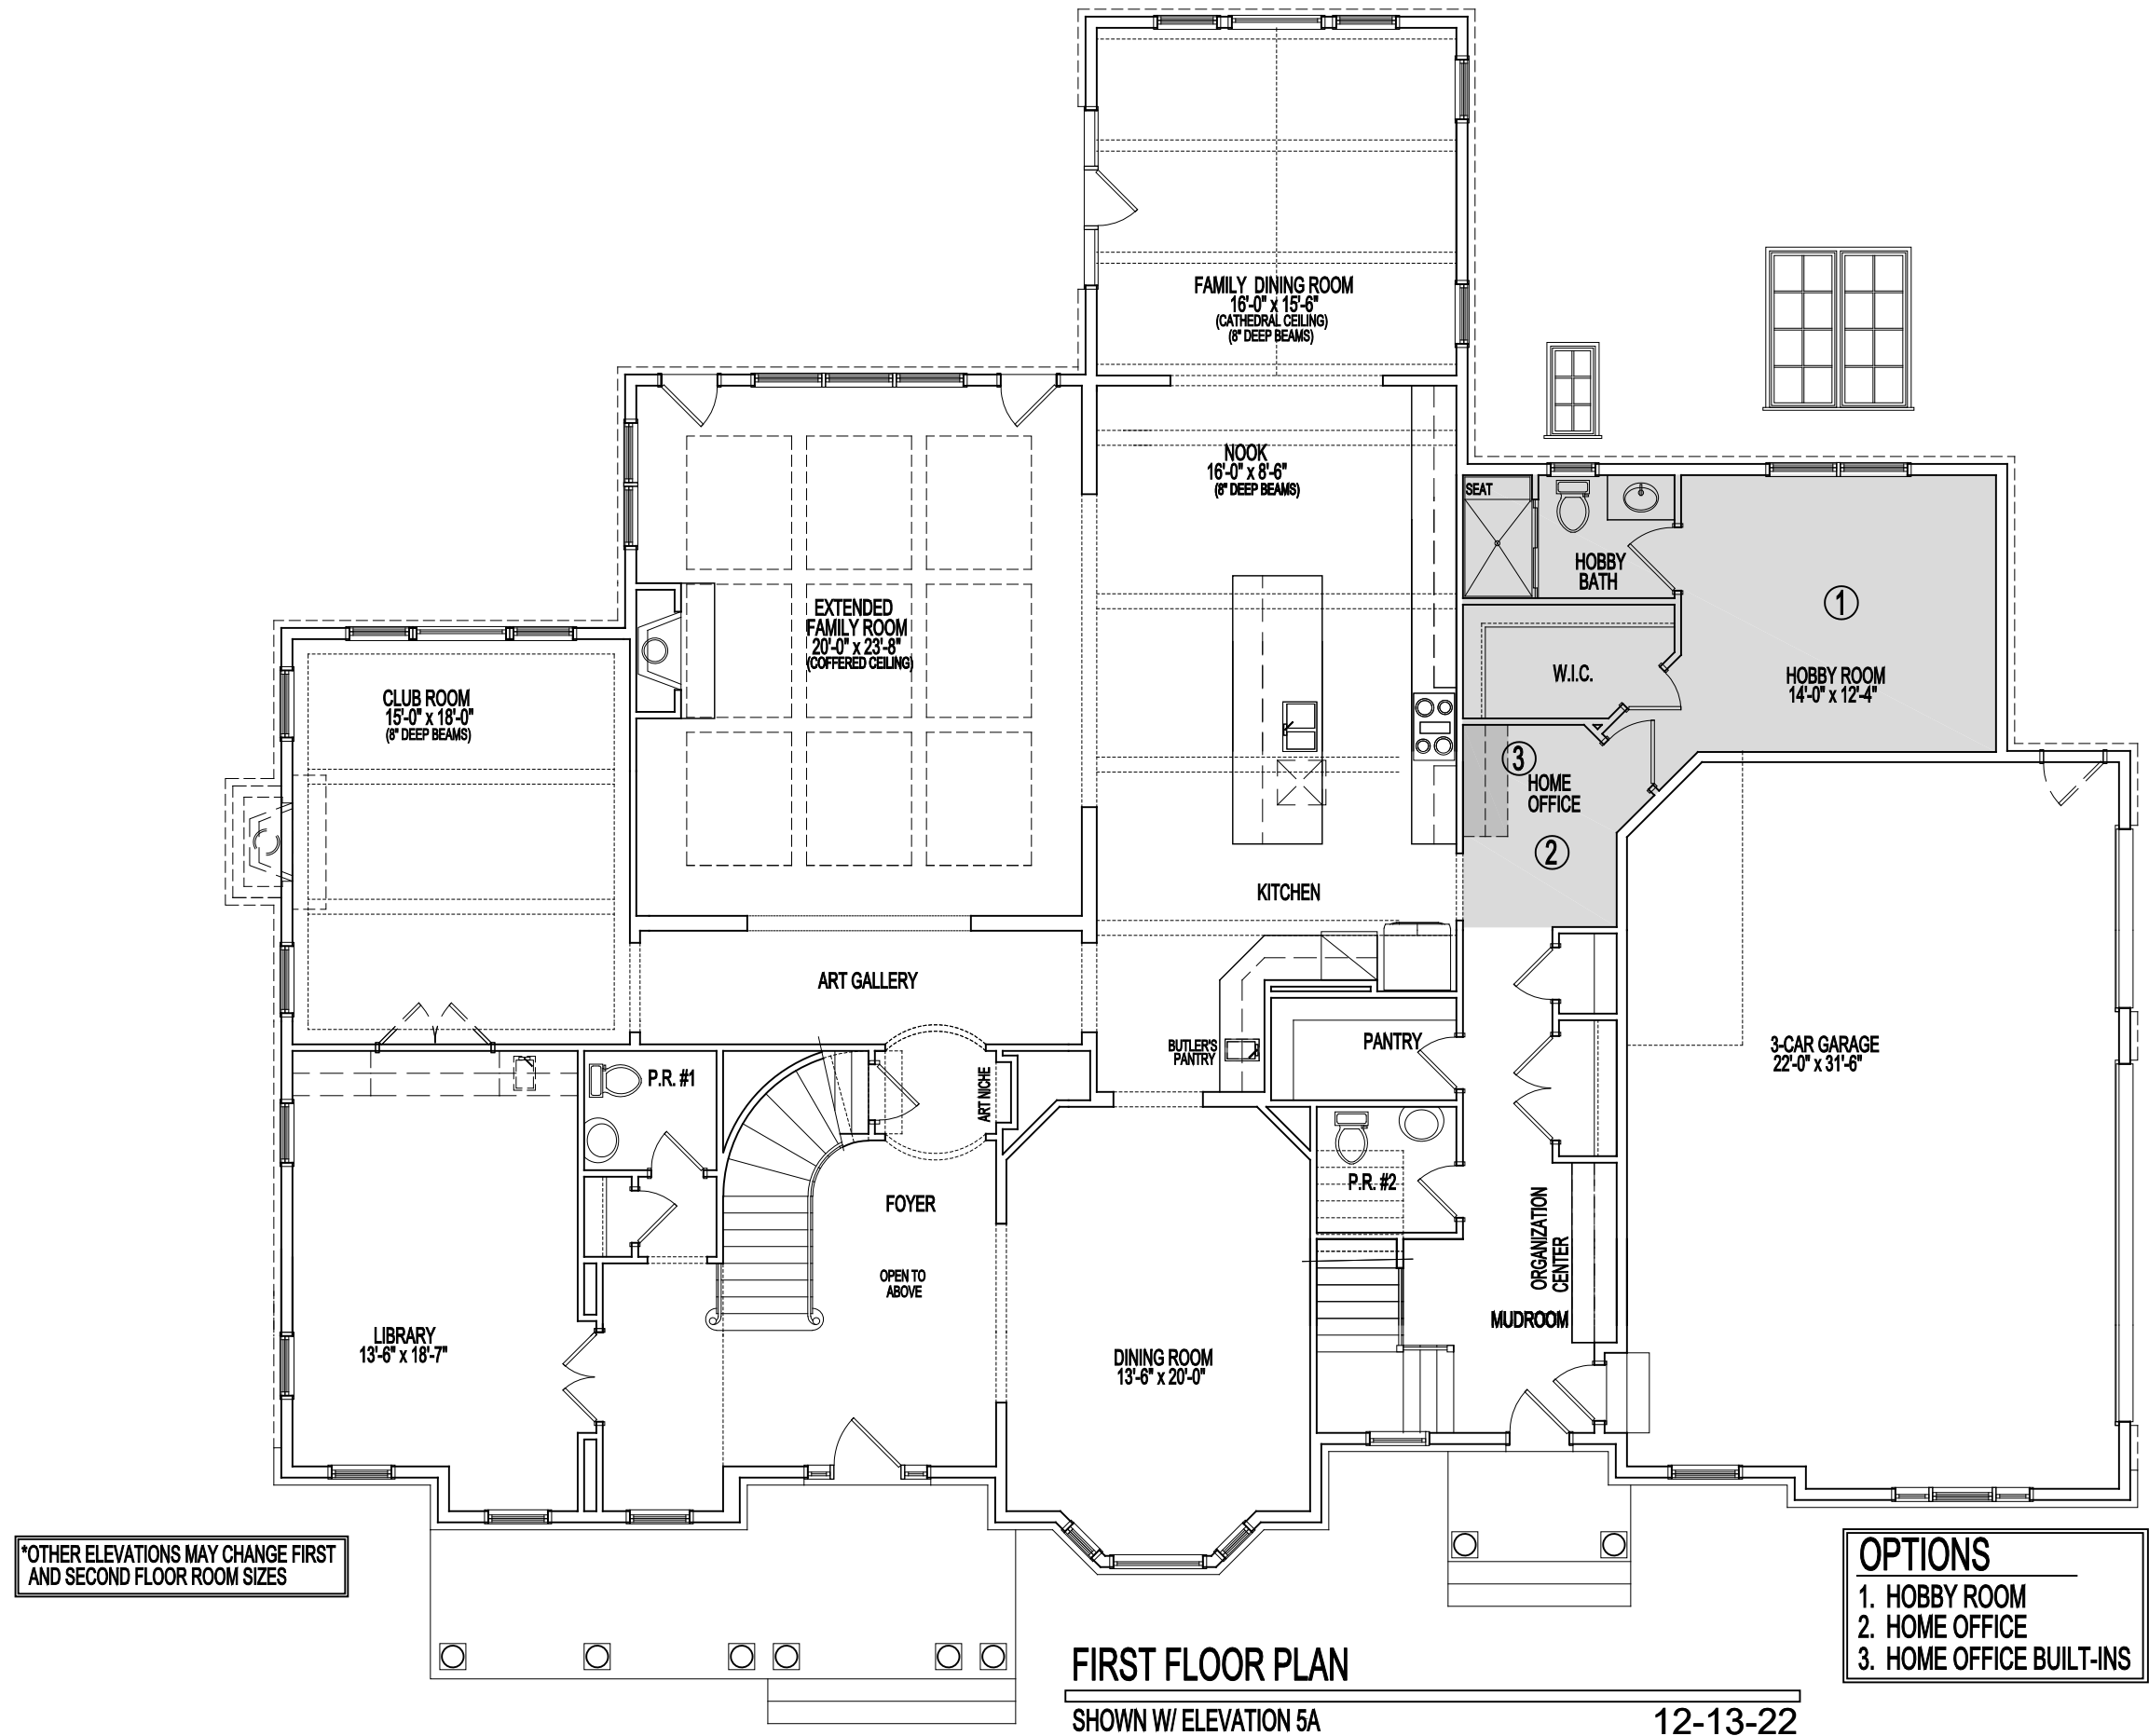 FAMILY DINING ROOM
16'-0" x 15'-6"
(CATHEDRAL CEILING)
(8" DEEP BEAMS)
NOOK
16'-0" x 8'-6"
(8" DEEP BEAMS)
SEAT
HOBBY
BATH
1
HOBBY ROOM
14'-0" x 12'-4"
W.I.C.
EXTENDED
FAMILY ROOM
20'-0" x 23'-8"
(COFFERED CEILING)
CLUB ROOM
15'-0" x 18'-0"
(8" DEEP BEAMS)
3
HOME
OFFICE
2
KITCHEN
ART GALLERY
BUTLER'S
PANTRY
PANTRY
3-CAR GARAGE
22'-0" x 31'-6"
P.R. #1
ART NICHE
P.R. #2
FOYER
OPEN TO
ABOVE
ORGANIZATION
CENTER
MUDROOM
LIBRARY
13'-6" x 18'-7"
DINING ROOM
13'-6" x 20'-0"
*OTHER ELEVATIONS MAY CHANGE FIRST
AND SECOND FLOOR ROOM SIZES
OPTIONS
1. HOBBY ROOM
2. HOME OFFICE
3. HOME OFFICE BUILT-INS
FIRST FLOOR PLAN
SHOWN W/ ELEVATION 5A
12-13-22